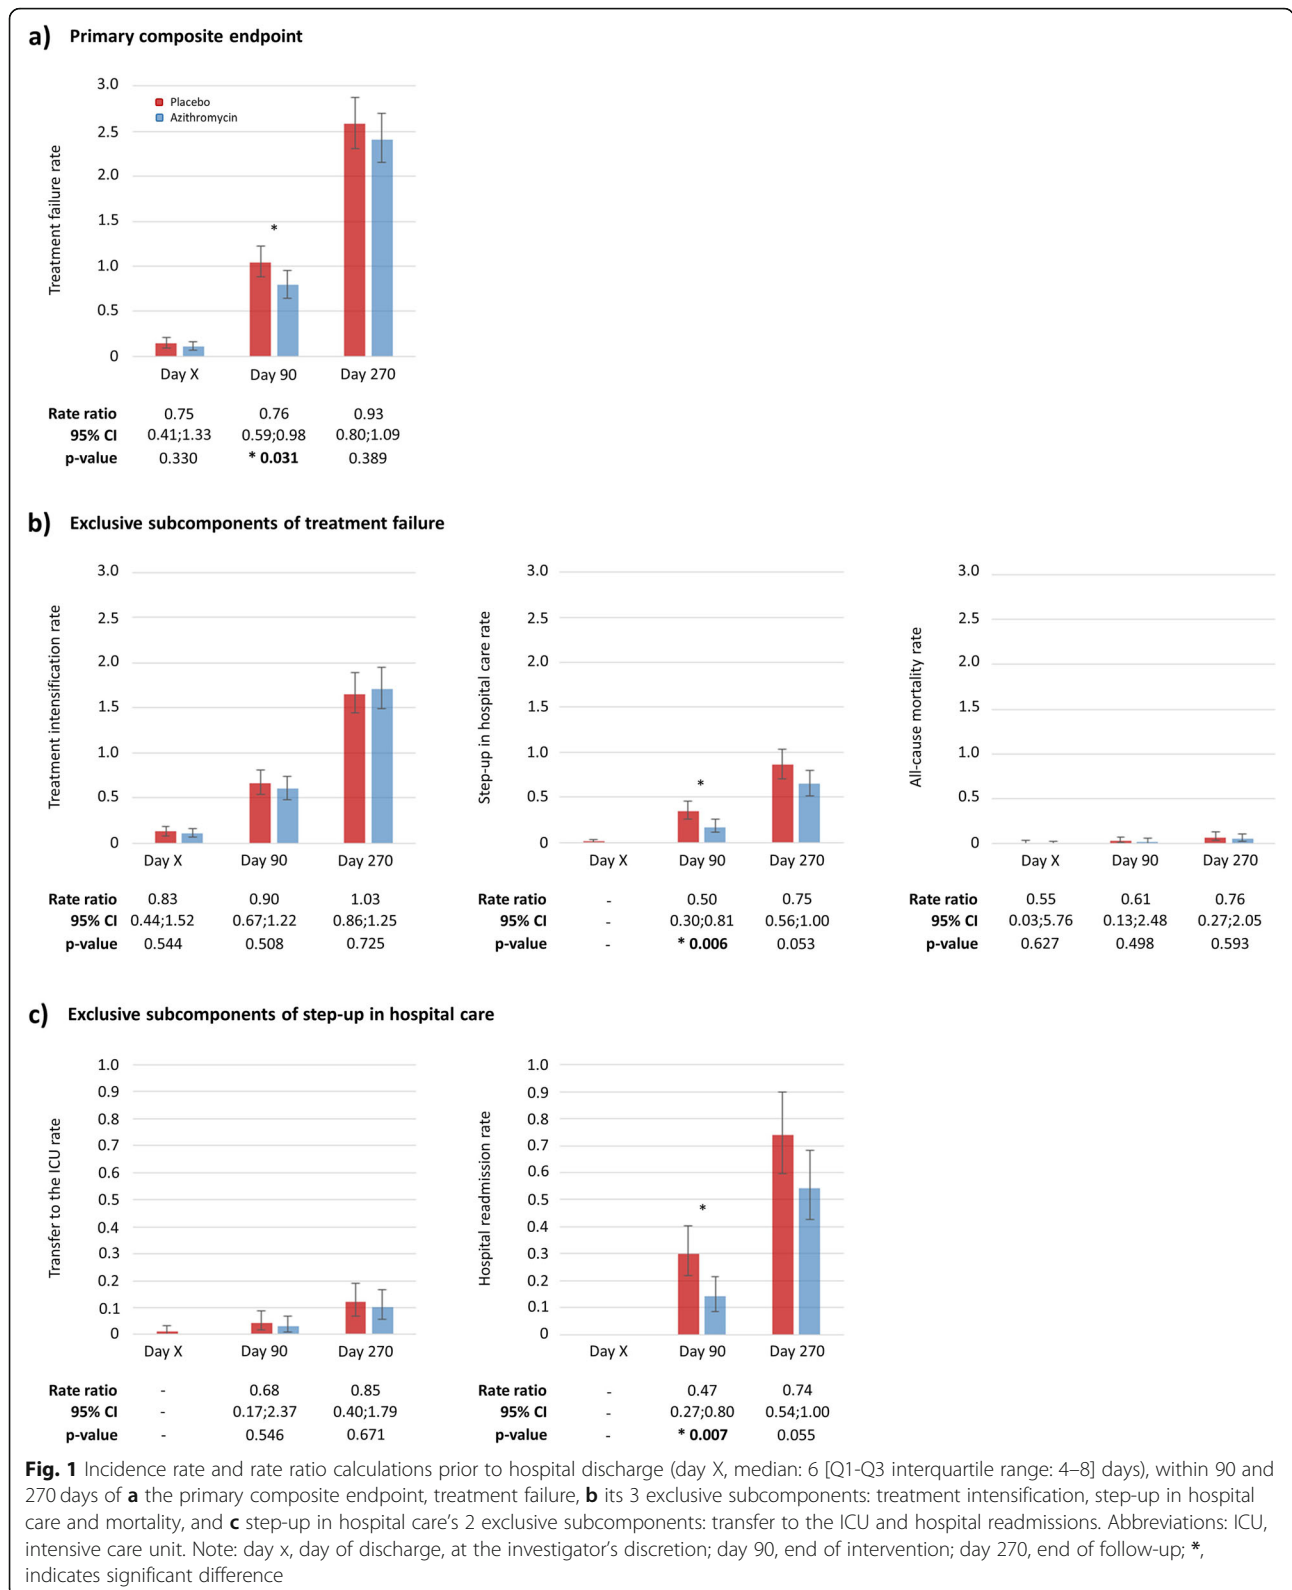 a) Primary composite endpoint
3.0
2.5
2.0
1.5
1.0
0.5
0
Treatment failure rate
Placebo
Azithromycin
*
Day X Day 90 Day 270
Rate ratio 0.75 0.76 0.93
95% CI 0.41;1.33 0.59;0.98 0.80;1.09
p-value 0.330 * 0.031 0.389
b) Exclusive subcomponents of treatment failure
3.0
2.5
2.0
1.5
1.0
0.5
0
Treatment intensification rate
Day X Day 90 Day 270
Rate ratio 0.83 0.90 1.03
95% CI 0.44;1.52 0.67;1.22 0.86;1.25
p-value 0.544 0.508 0.725
3.0
2.5
2.0
1.5
1.0
0.5
0
Step-up in hospital care rate
*
Day X Day 90 Day 270
Rate ratio - 0.50 0.75
95% CI - 0.30;0.81 0.56;1.00
p-value - * 0.006 0.053
3.0
2.5
2.0
1.5
1.0
0.5
0
All-cause mortality rate
Day X Day 90 Day 270
Rate ratio 0.55 0.61 0.76
95% CI 0.03;5.76 0.13;2.48 0.27;2.05
p-value 0.627 0.498 0.593
c) Exclusive subcomponents of step-up in hospital care
1.0
0.9
0.8
0.7
0.6
0.5
0.4
0.3
0.2
0.1
0
Transfer to the ICU rate
Day X Day 90 Day 270
Rate ratio - 0.68 0.85
95% CI - 0.17;2.37 0.40;1.79
p-value - 0.546 0.671
1.0
0.9
0.8
0.7
0.6
0.5
0.4
0.3
0.2
0.1
0
Hospital readmission rate
*
Day X Day 90 Day 270
Rate ratio - 0.47 0.74
95% CI - 0.27;0.80 0.54;1.00
p-value - * 0.007 0.055
Fig. 1 Incidence rate and rate ratio calculations prior to hospital discharge (day X, median: 6 [Q1-Q3 interquartile range: 4–8] days), within 90 and
270 days of a the primary composite endpoint, treatment failure, b its 3 exclusive subcomponents: treatment intensification, step-up in hospital
care and mortality, and c step-up in hospital care's 2 exclusive subcomponents: transfer to the ICU and hospital readmissions. Abbreviations: ICU,
intensive care unit. Note: day x, day of discharge, at the investigator's discretion; day 90, end of intervention; day 270, end of follow-up; *,
indicates significant difference